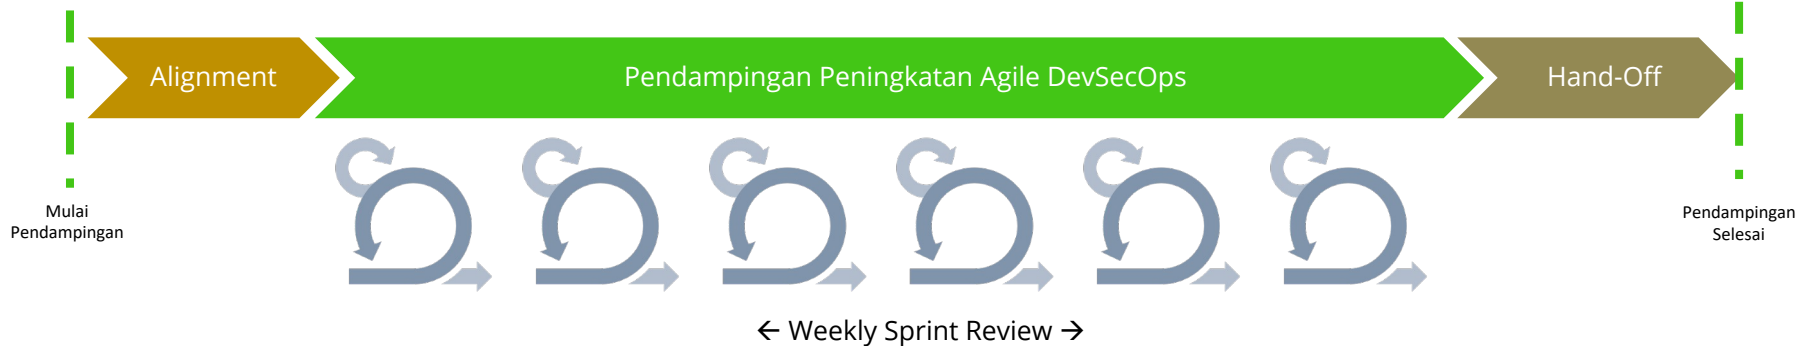 Alignment
Pendampingan Peningkatan Agile DevSecOps
Hand-Off
Mulai
Pendampingan
Pendampingan
Selesai
← Weekly Sprint Review →